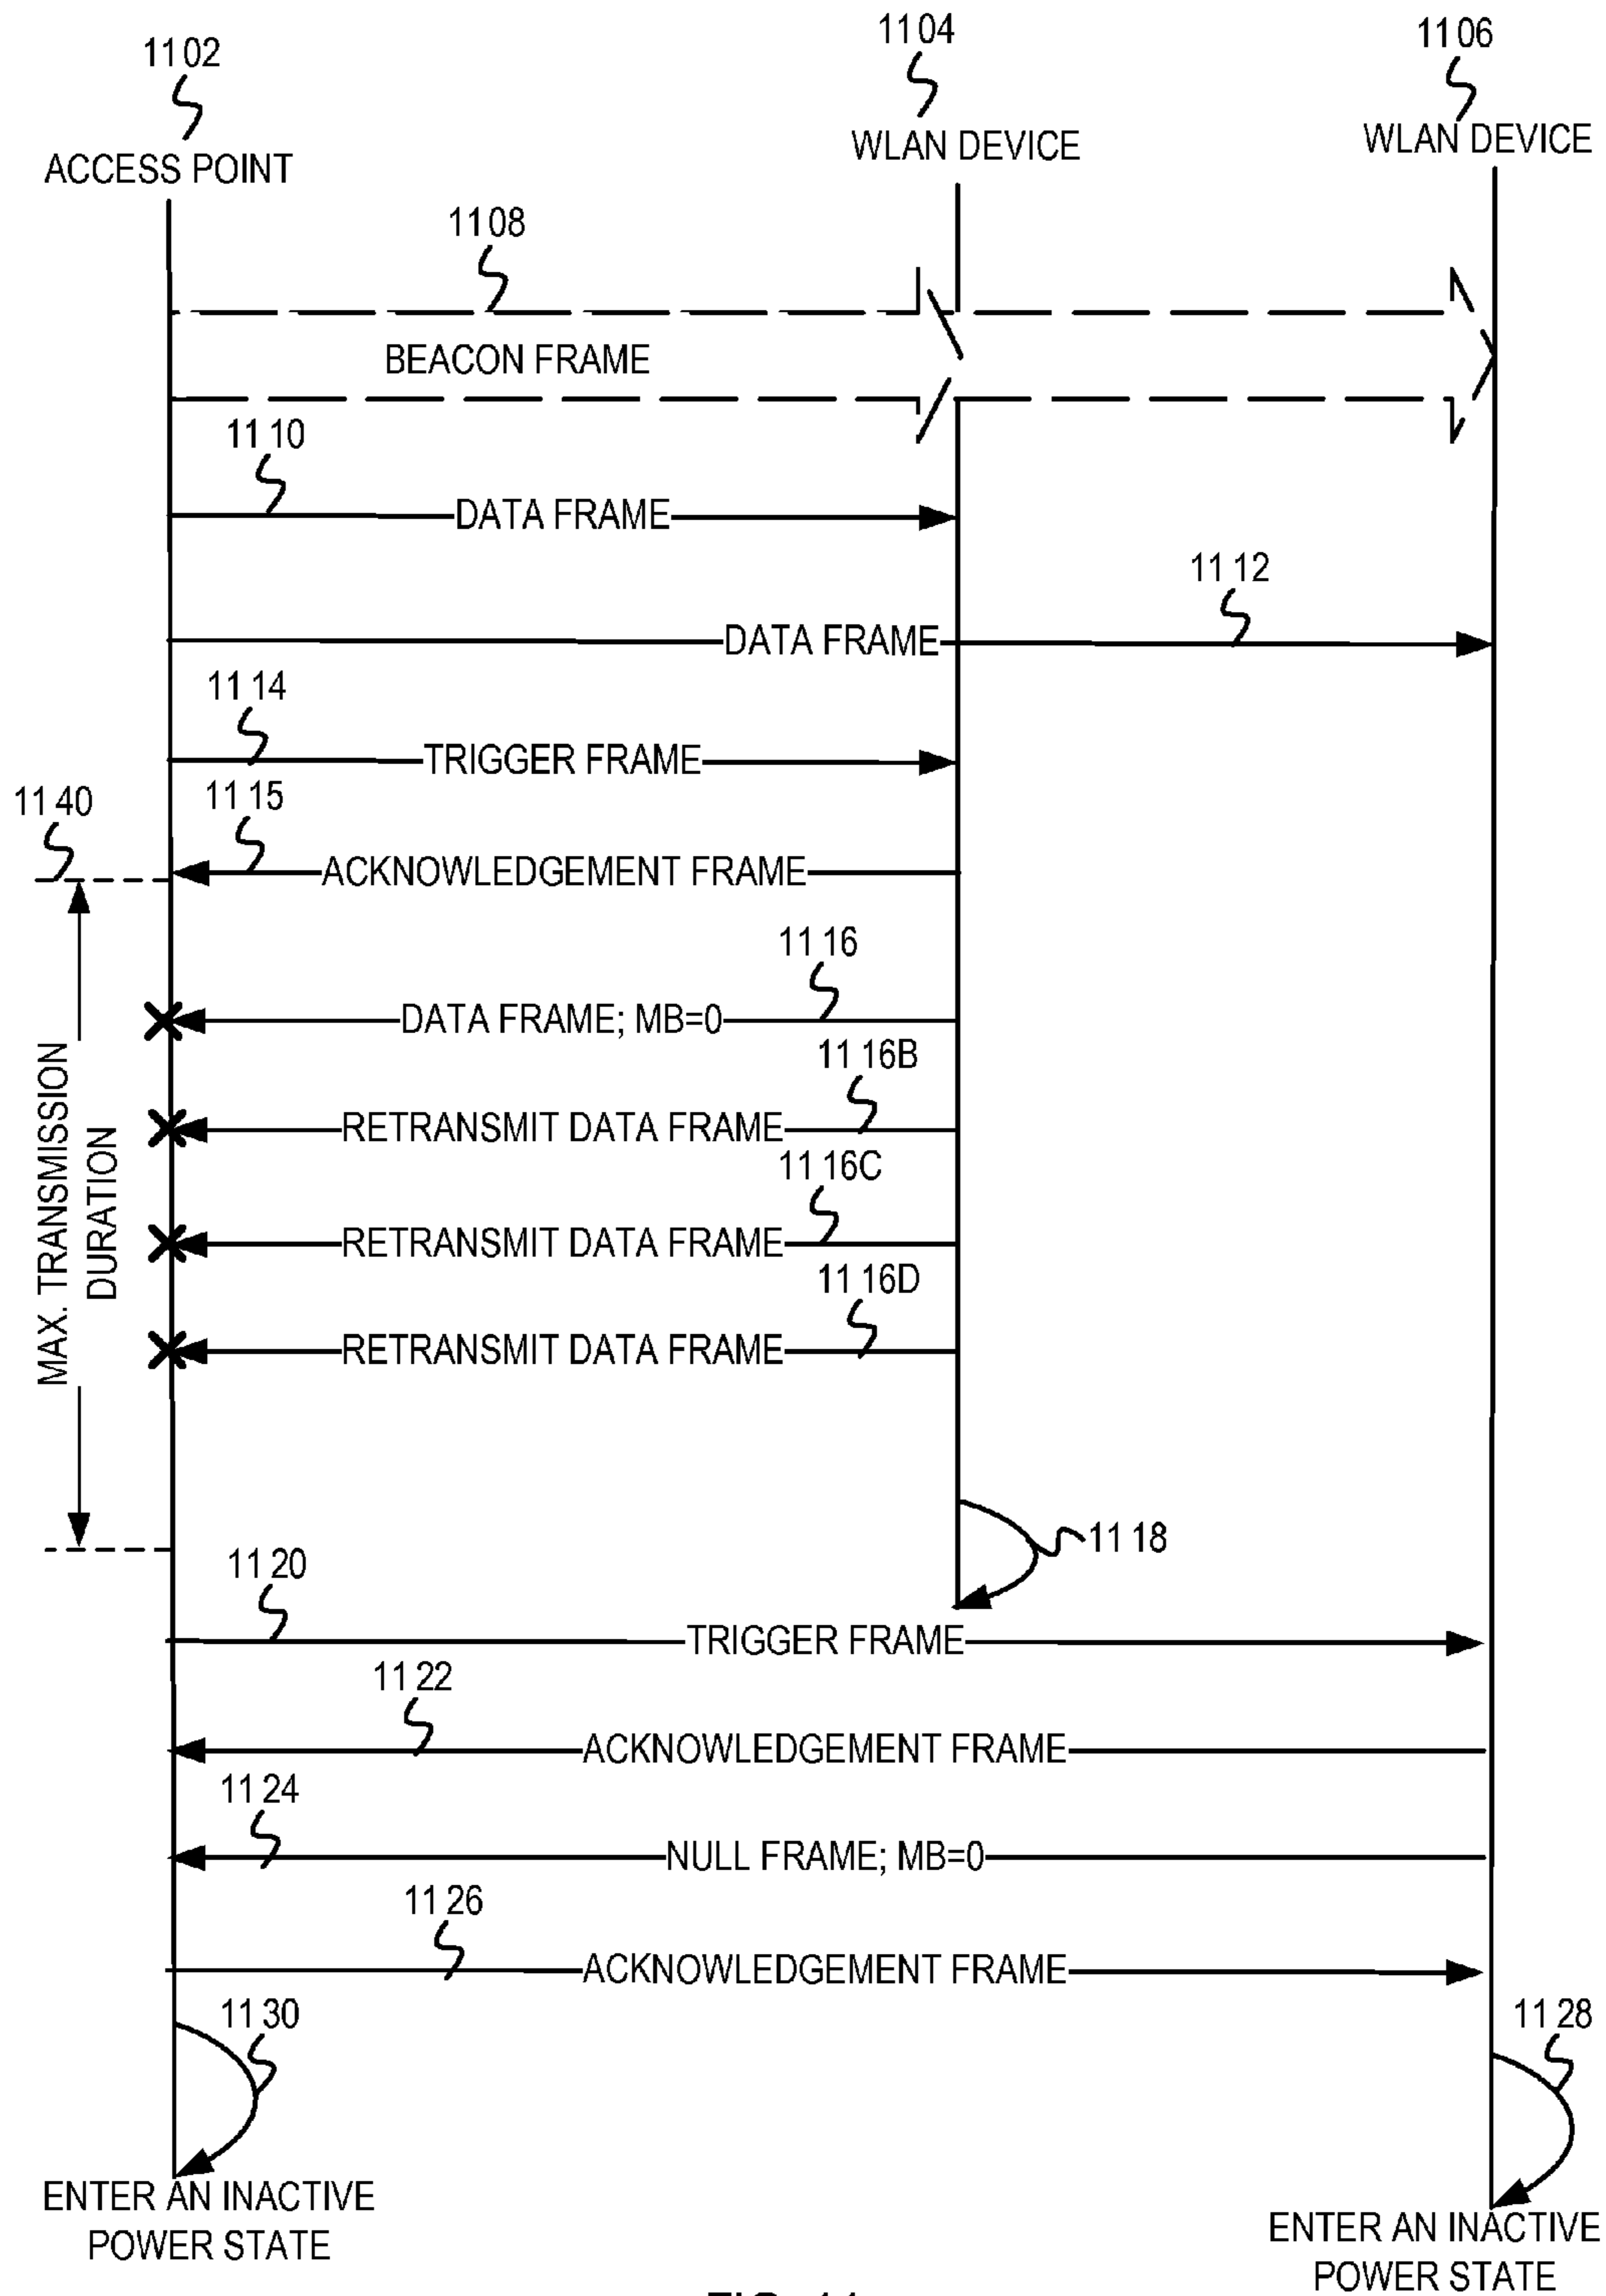 1102
1104
1106
ACCESS POINT
WLAN DEVICE
WLAN DEVICE
1108
BEACON FRAME
1110
DATA FRAME
1112
DATA FRAME
1114
TRIGGER FRAME
1140
1115
ACKNOWLEDGEMENT FRAME
1116
DATA FRAME; MB=0
1116B
RETRANSMIT DATA FRAME
1116C
RETRANSMIT DATA FRAME
1116D
RETRANSMIT DATA FRAME
MAX. TRANSMISSION
DURATION
1118
1120
TRIGGER FRAME
1122
ACKNOWLEDGEMENT FRAME
1124
NULL FRAME; MB=0
1126
ACKNOWLEDGEMENT FRAME
1130
1128
ENTER AN INACTIVE
POWER STATE
ENTER AN INACTIVE
POWER STATE